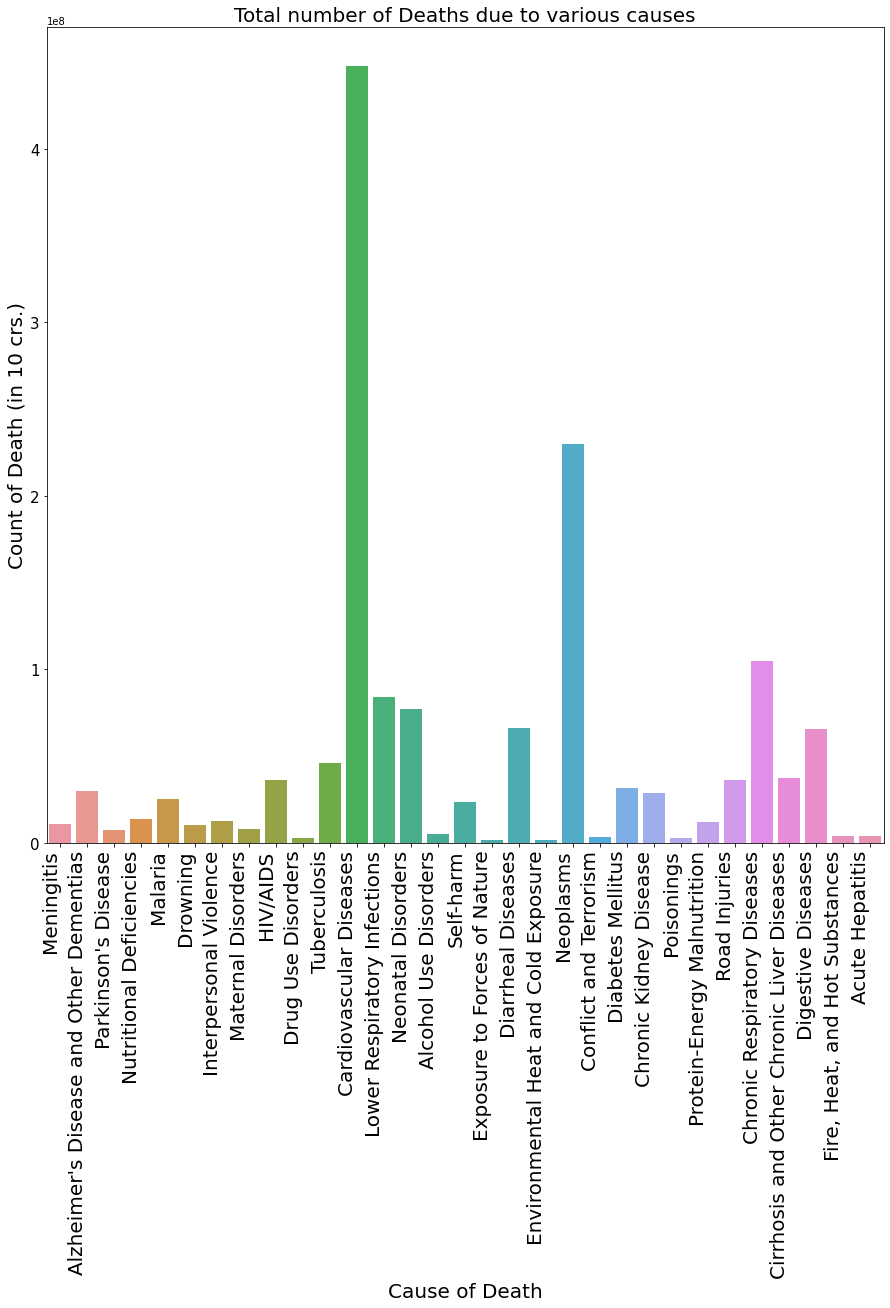 Total number of Deaths due to various causes
1e8
4
3
2
1
0
Count of Death (in 10 crs.)
Meningitis
Alzheimer's Disease and Other Dementias
Parkinson's Disease
Nutritional Deficiencies
Malaria
Drowning
Interpersonal Violence
Maternal Disorders
HIV/AIDS
Drug Use Disorders
Tuberculosis
Cardiovascular Diseases
Lower Respiratory Infections
Neonatal Disorders
Alcohol Use Disorders
Self-harm
Exposure to Forces of Nature
Diarrheal Diseases
Environmental Heat and Cold Exposure
Neoplasms
Conflict and Terrorism
Diabetes Mellitus
Chronic Kidney Disease
Poisonings
Protein-Energy Malnutrition
Road Injuries
Chronic Respiratory Diseases
Cirrhosis and Other Chronic Liver Diseases
Digestive Diseases
Fire, Heat, and Hot Substances
Acute Hepatitis
Cause of Death